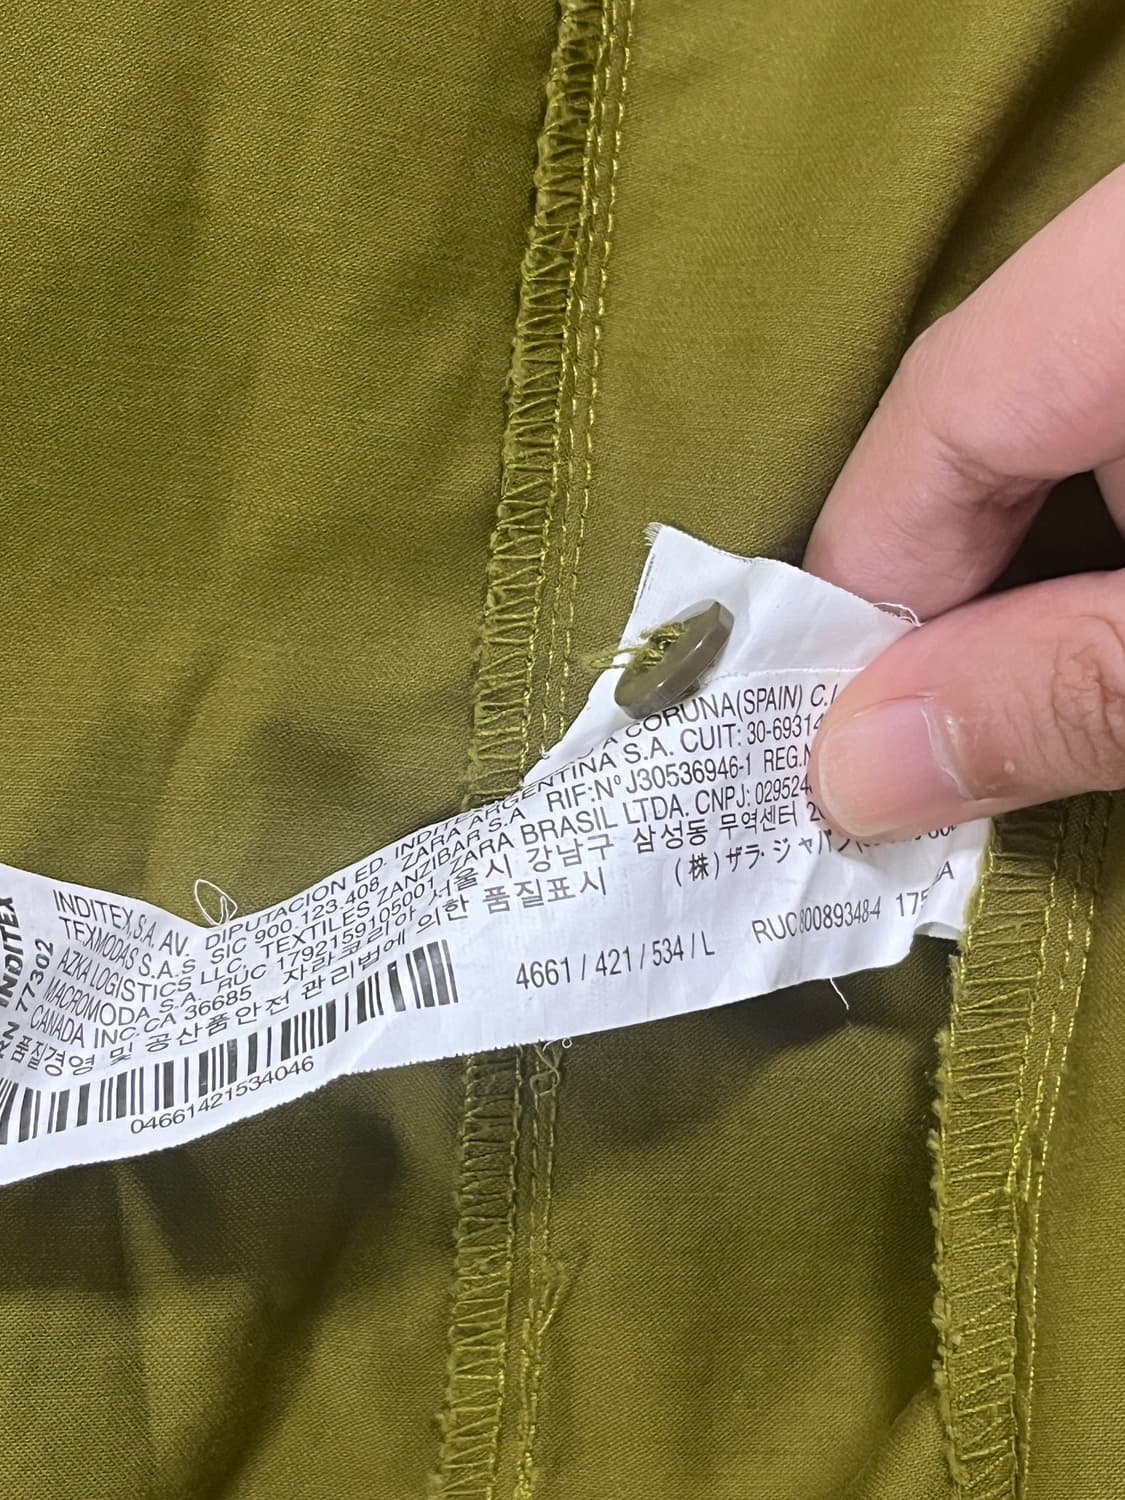 INDITEX
RN 77302
INDITEX,S.A. AV. DIPUTACION ED. INDITEX CORUNA(SPAIN) C.I.
TEXMODAS S.A.S SIC 900.123.408 ZARA ARGENTINA S.A. CUIT: 30-69314
AZKA LOGISTICS LLC. TEXTILES ZANZIBAR S.A RIF:Nº J30536946-1 REG.N
MACROMODA S.A. RUC 1792159105001 ZARA BRASIL LTDA. CNPJ: 029524
CANADA INC·CA 36685 자라코리아 서울시 강남구 삼성동 무역센터
품질경영 및 공산품안전 관리법에 의한 품질표시 (株)ザラ・ジャパン
RUC 175
4661 / 421 / 534 / L
04661421534046